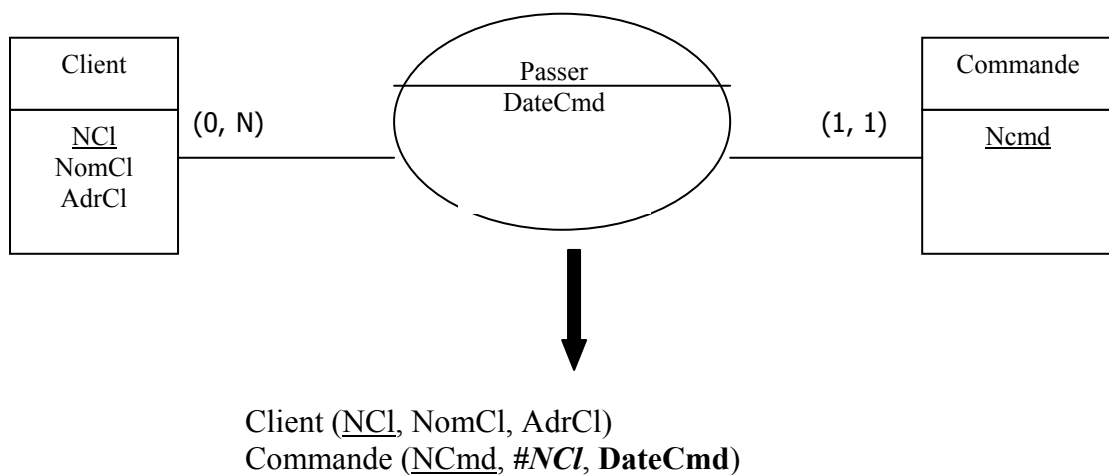 Client
NCl
NomCl
AdrCl
(0, N)
Passer
DateCmd
(1, 1)
Commande
Ncmd
Client (NCl, NomCl, AdrCl)
Commande (NCmd, #NCl, DateCmd)